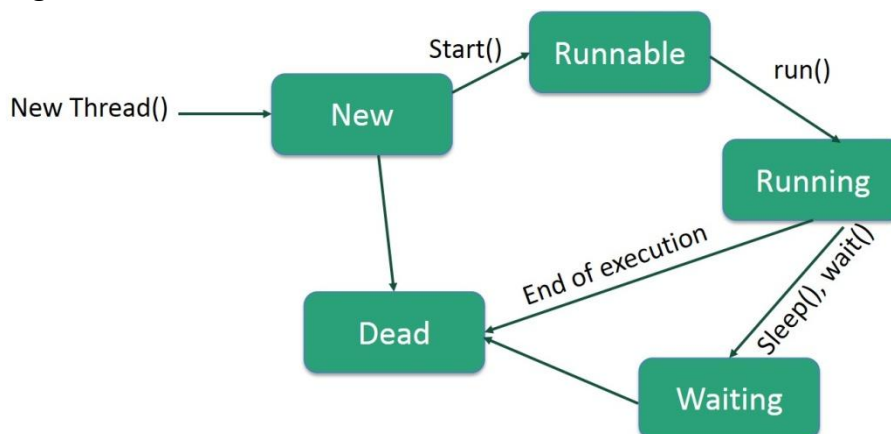 Start()
Runnable
run()
New Thread()
New
Running
End of execution
Sleep(), wait()
Dead
Waiting